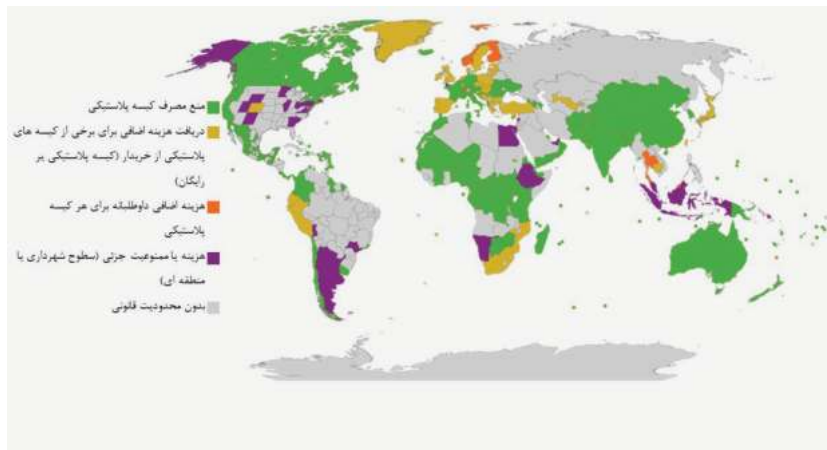 منع مصرف کیسه پلاستیکی
دریافت هزینه اضافی برای برخی از کیسه های
پلاستیکی از خریدار (کیسه پلاستیکی پر
رایگان)
هزینه اضافی داوطلبانه برای هر کیسه
پلاستیکی
هزینه یا ممنوعیت جزئی (سطوح شهرداری یا
منطقه ای)
بدون محدودیت قانونی